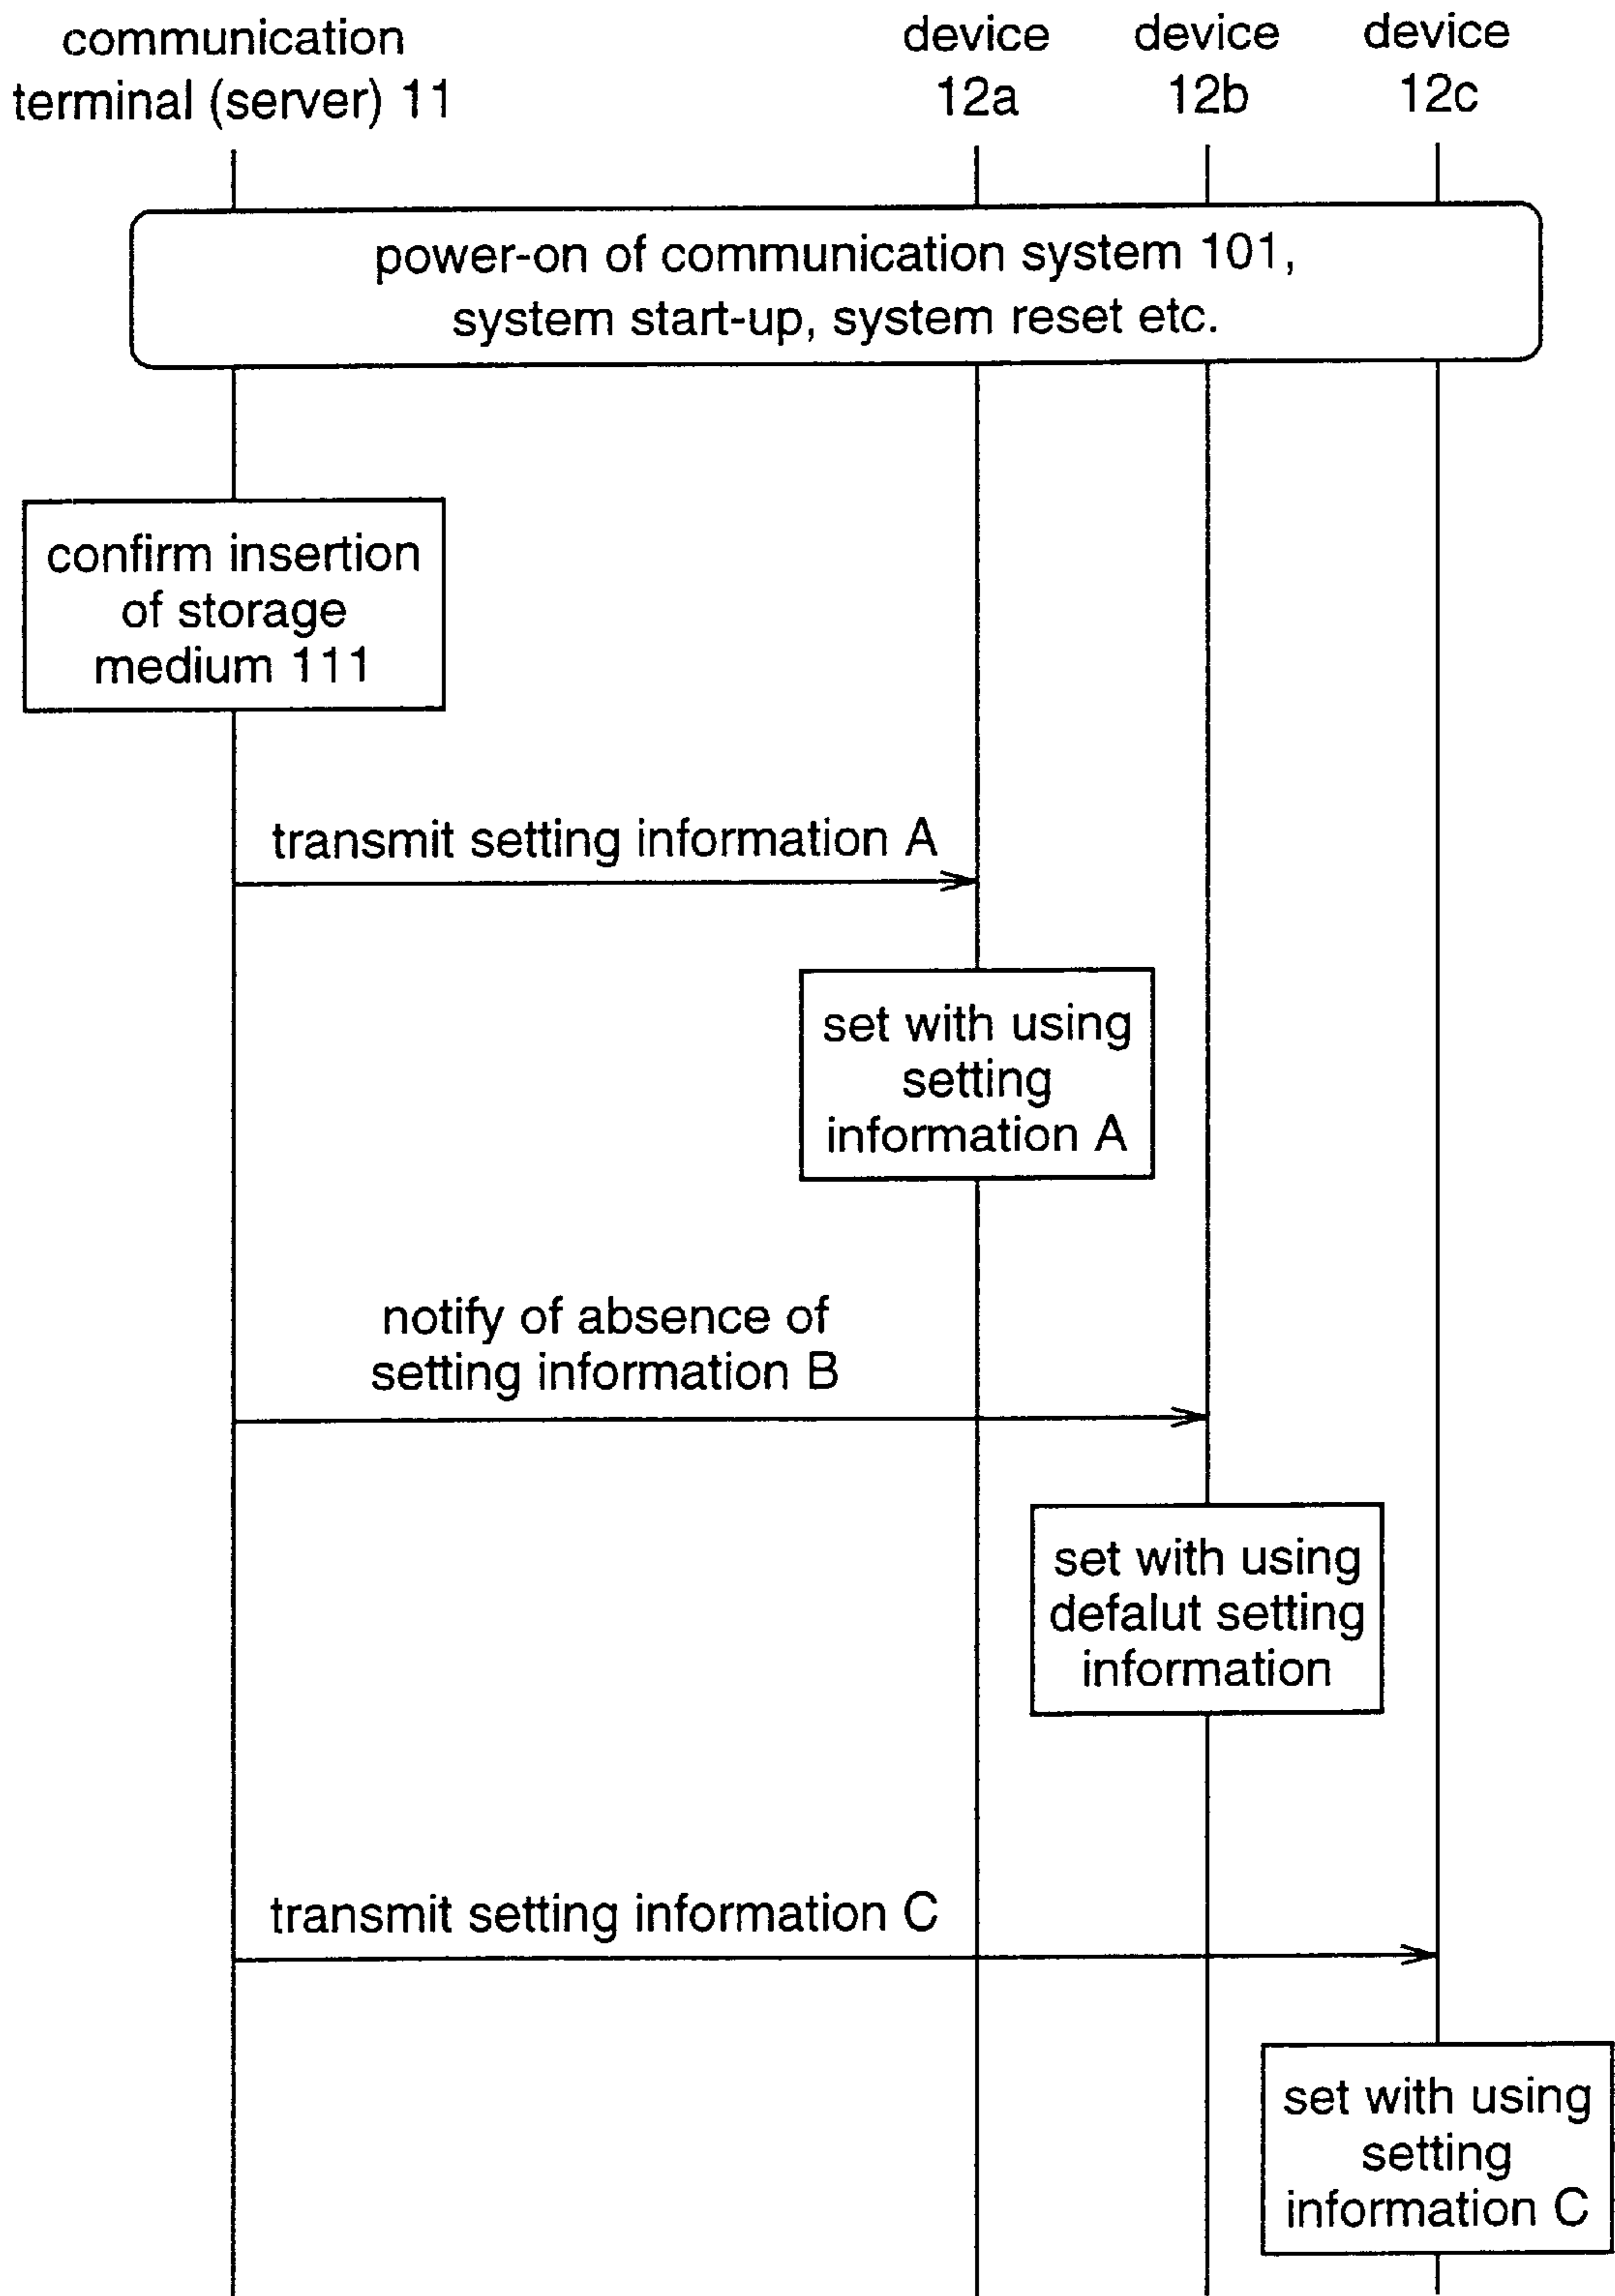 communication
terminal (server) 11
device
12a
device
12b
device
12c
power-on of communication system 101,
system start-up, system reset etc.
confirm insertion
of storage
medium 111
transmit setting information A
set with using
setting
information A
notify of absence of
setting information B
set with using
defalut setting
information
transmit setting information C
set with using
setting
information C